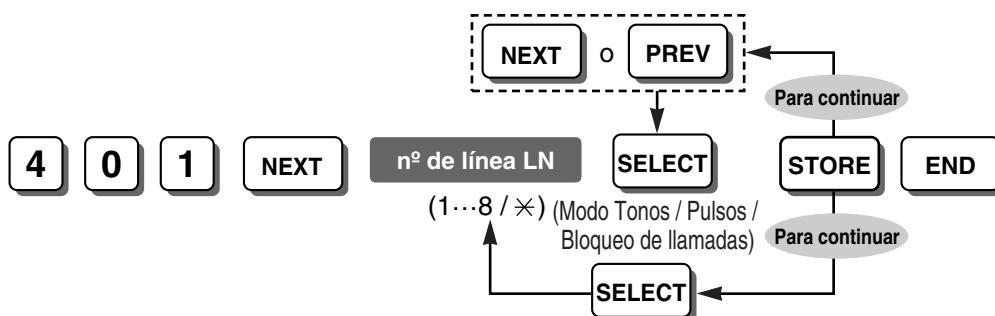 NEXT o PREV
Para continuar
4 0 1 NEXT nº de línea LN SELECT STORE END
(1···8 / ✳) (Modo Tonos / Pulsos /
Bloqueo de llamadas)
Para continuar
SELECT